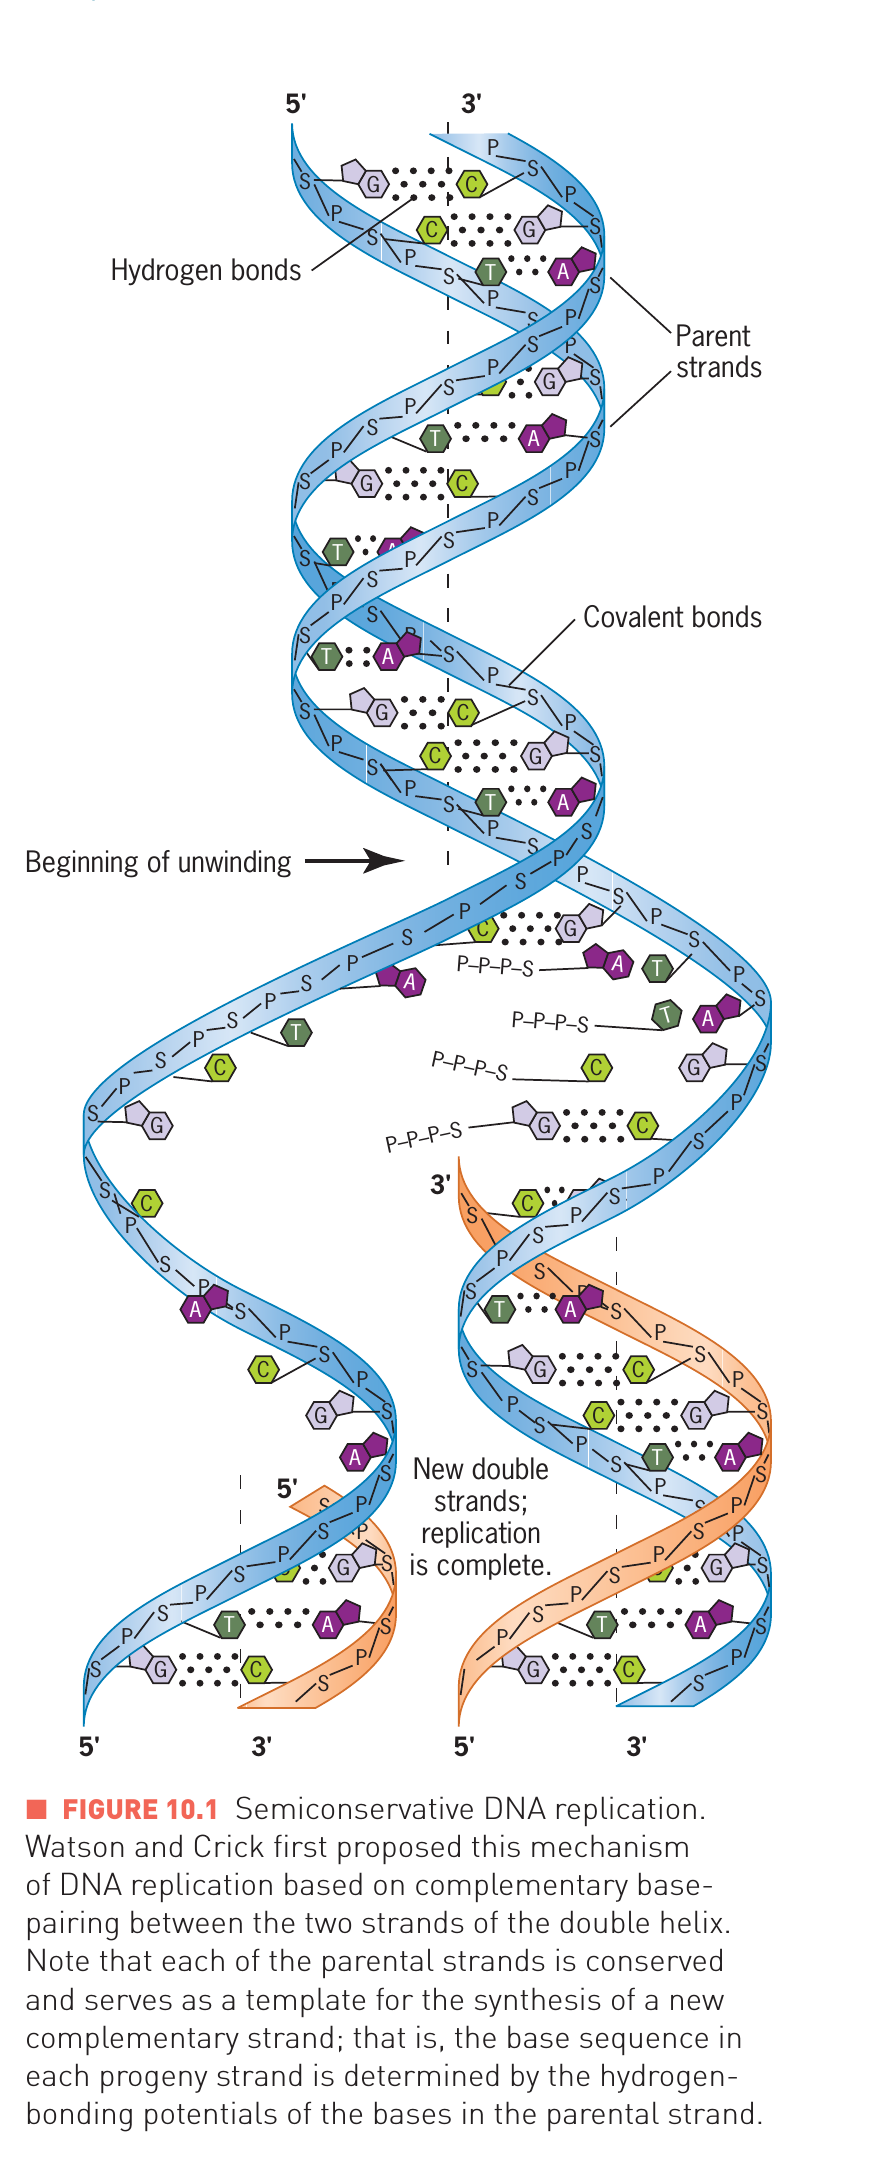 5' 3'
G C
C G
Hydrogen bonds
T A
Parent
strands
G
T A
G C
T A
Covalent bonds
T A
G C
C G
T A
Beginning of unwinding
C G
P–P–P–S A T
A
P–P–P–S T A
T
P–P–P–S C G
C
P–P–P–S G C
G
3'
C
C
T A
A
G C
C
C G
G
T A
A
New double
strands;
replication
is complete.
5'
G G
T A T A
G C G C
5' 3' 5' 3'
■ FIGURE 10.1 Semiconservative DNA replication.
Watson and Crick first proposed this mechanism
of DNA replication based on complementary base-
pairing between the two strands of the double helix.
Note that each of the parental strands is conserved
and serves as a template for the synthesis of a new
complementary strand; that is, the base sequence in
each progeny strand is determined by the hydrogen-
bonding potentials of the bases in the parental strand.